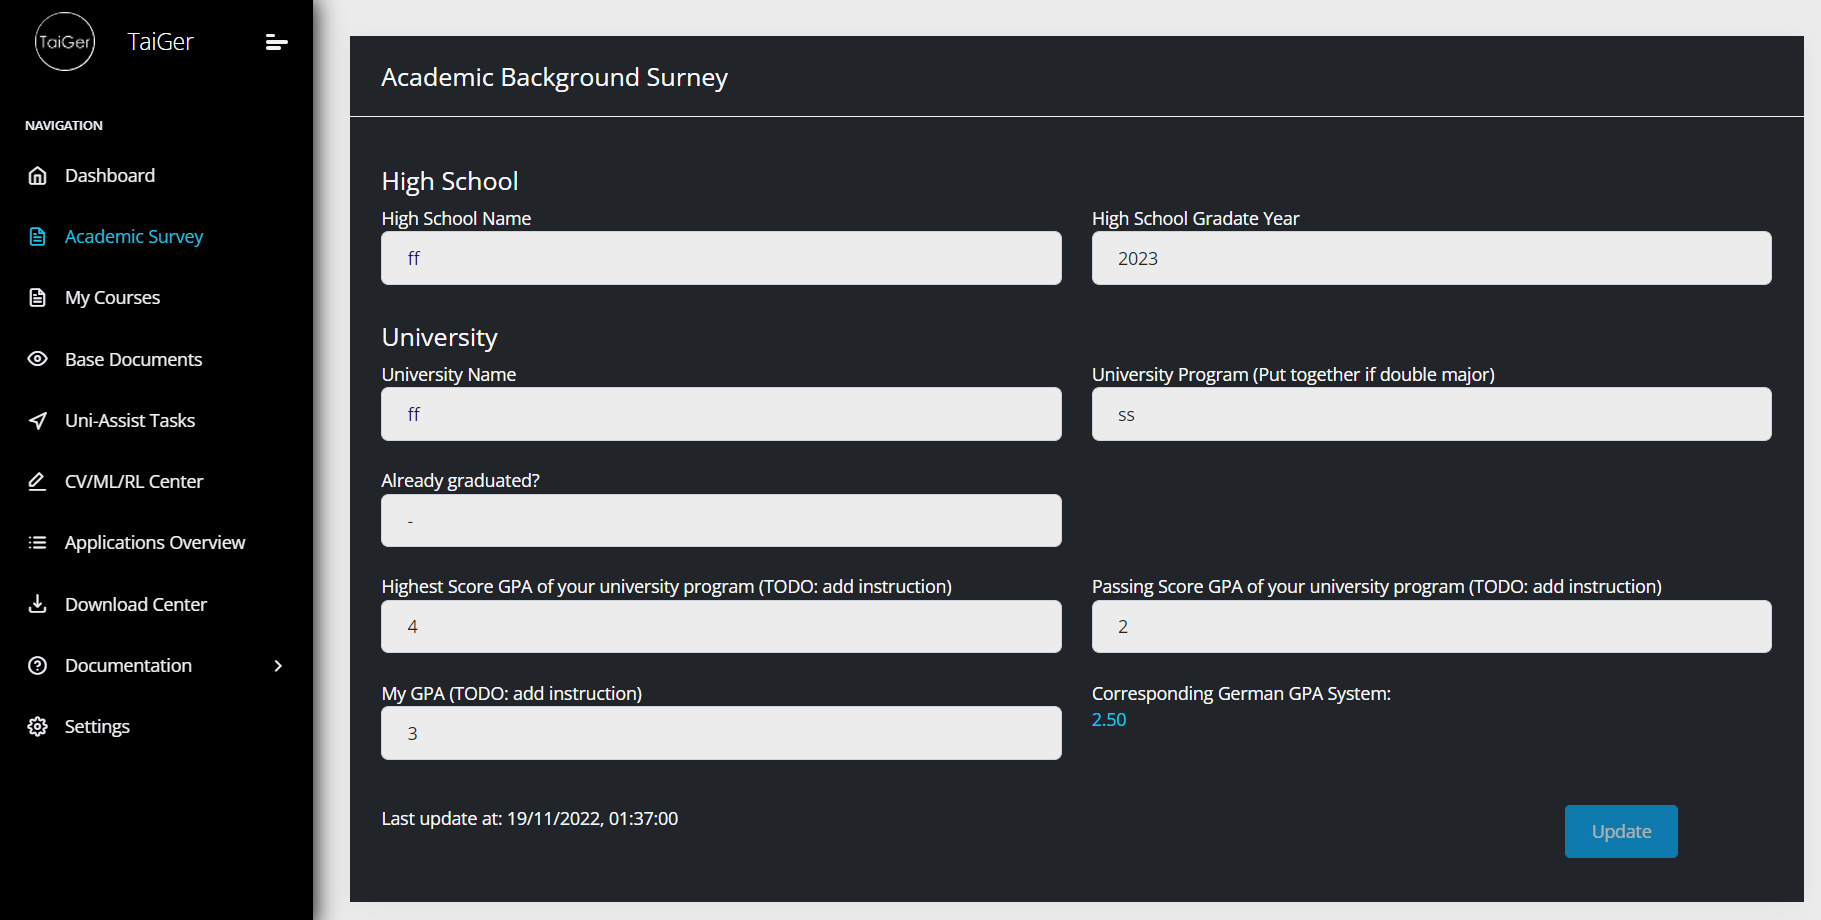 TaiGer
TaiGer
NAVIGATION
Dashboard
Academic Survey
My Courses
Base Documents
Uni-Assist Tasks
CV/ML/RL Center
Applications Overview
Download Center
Documentation
Settings
Academic Background Surney
High School
High School Name
High School Gradate Year
ff
2023
University
University Name
University Program (Put together if double major)
ff
ss
Already graduated?
-
Highest Score GPA of your university program (TODO: add instruction)
Passing Score GPA of your university program (TODO: add instruction)
4
2
My GPA (TODO: add instruction)
Corresponding German GPA System:
3
2.50
Last update at: 19/11/2022, 01:37:00
Update